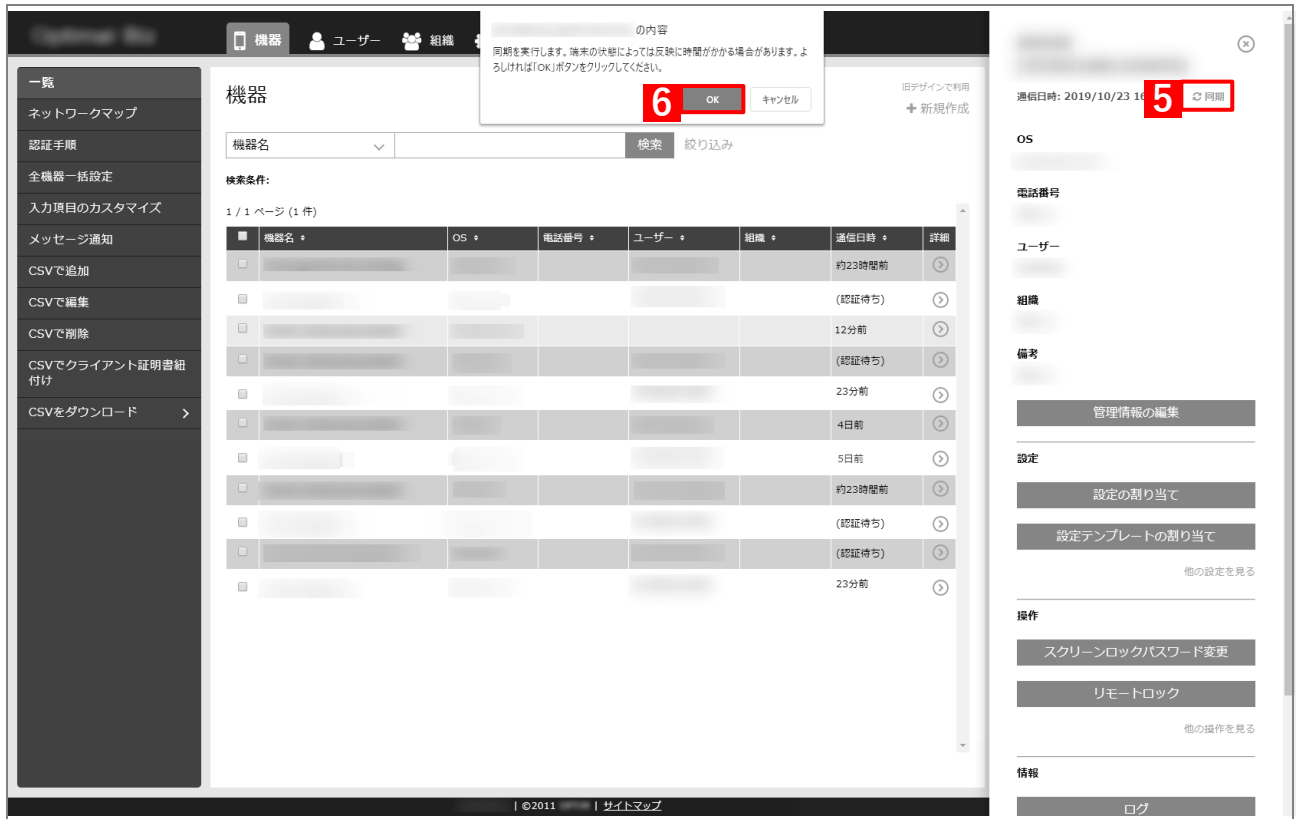 機器
ユーザー
組織
の内容
同期を実行します。端末の状態によっては反映に時間がかかる場合があります。よ
ろしければ「OK」ボタンをクリックしてください。
6
OK
キャンセル
一覧
ネットワークマップ
認証手順
全機器一括設定
入力項目のカスタマイズ
メッセージ通知
CSVで追加
CSVで編集
CSVで削除
CSVでクライアント証明書紐
付け
CSVをダウンロード
機器
旧デザインで利用
新規作成
機器名
検索
絞り込み
検索条件:
1 / 1 ページ (1 件)
機器名 OS 電話番号 ユーザー 組織 通信日時 詳細
約23時間前
(認証待ち)
12分前
(認証待ち)
23分前
4日前
5日前
約23時間前
(認証待ち)
(認証待ち)
23分前
通信日時: 2019/10/23
5
同期
OS
電話番号
ユーザー
組織
備考
管理情報の編集
設定
設定の割り当て
設定テンプレートの割り当て
他の設定を見る
操作
スクリーンロックパスワード変更
リモートロック
他の操作を見る
情報
ログ
| ©2011 | サイトマップ